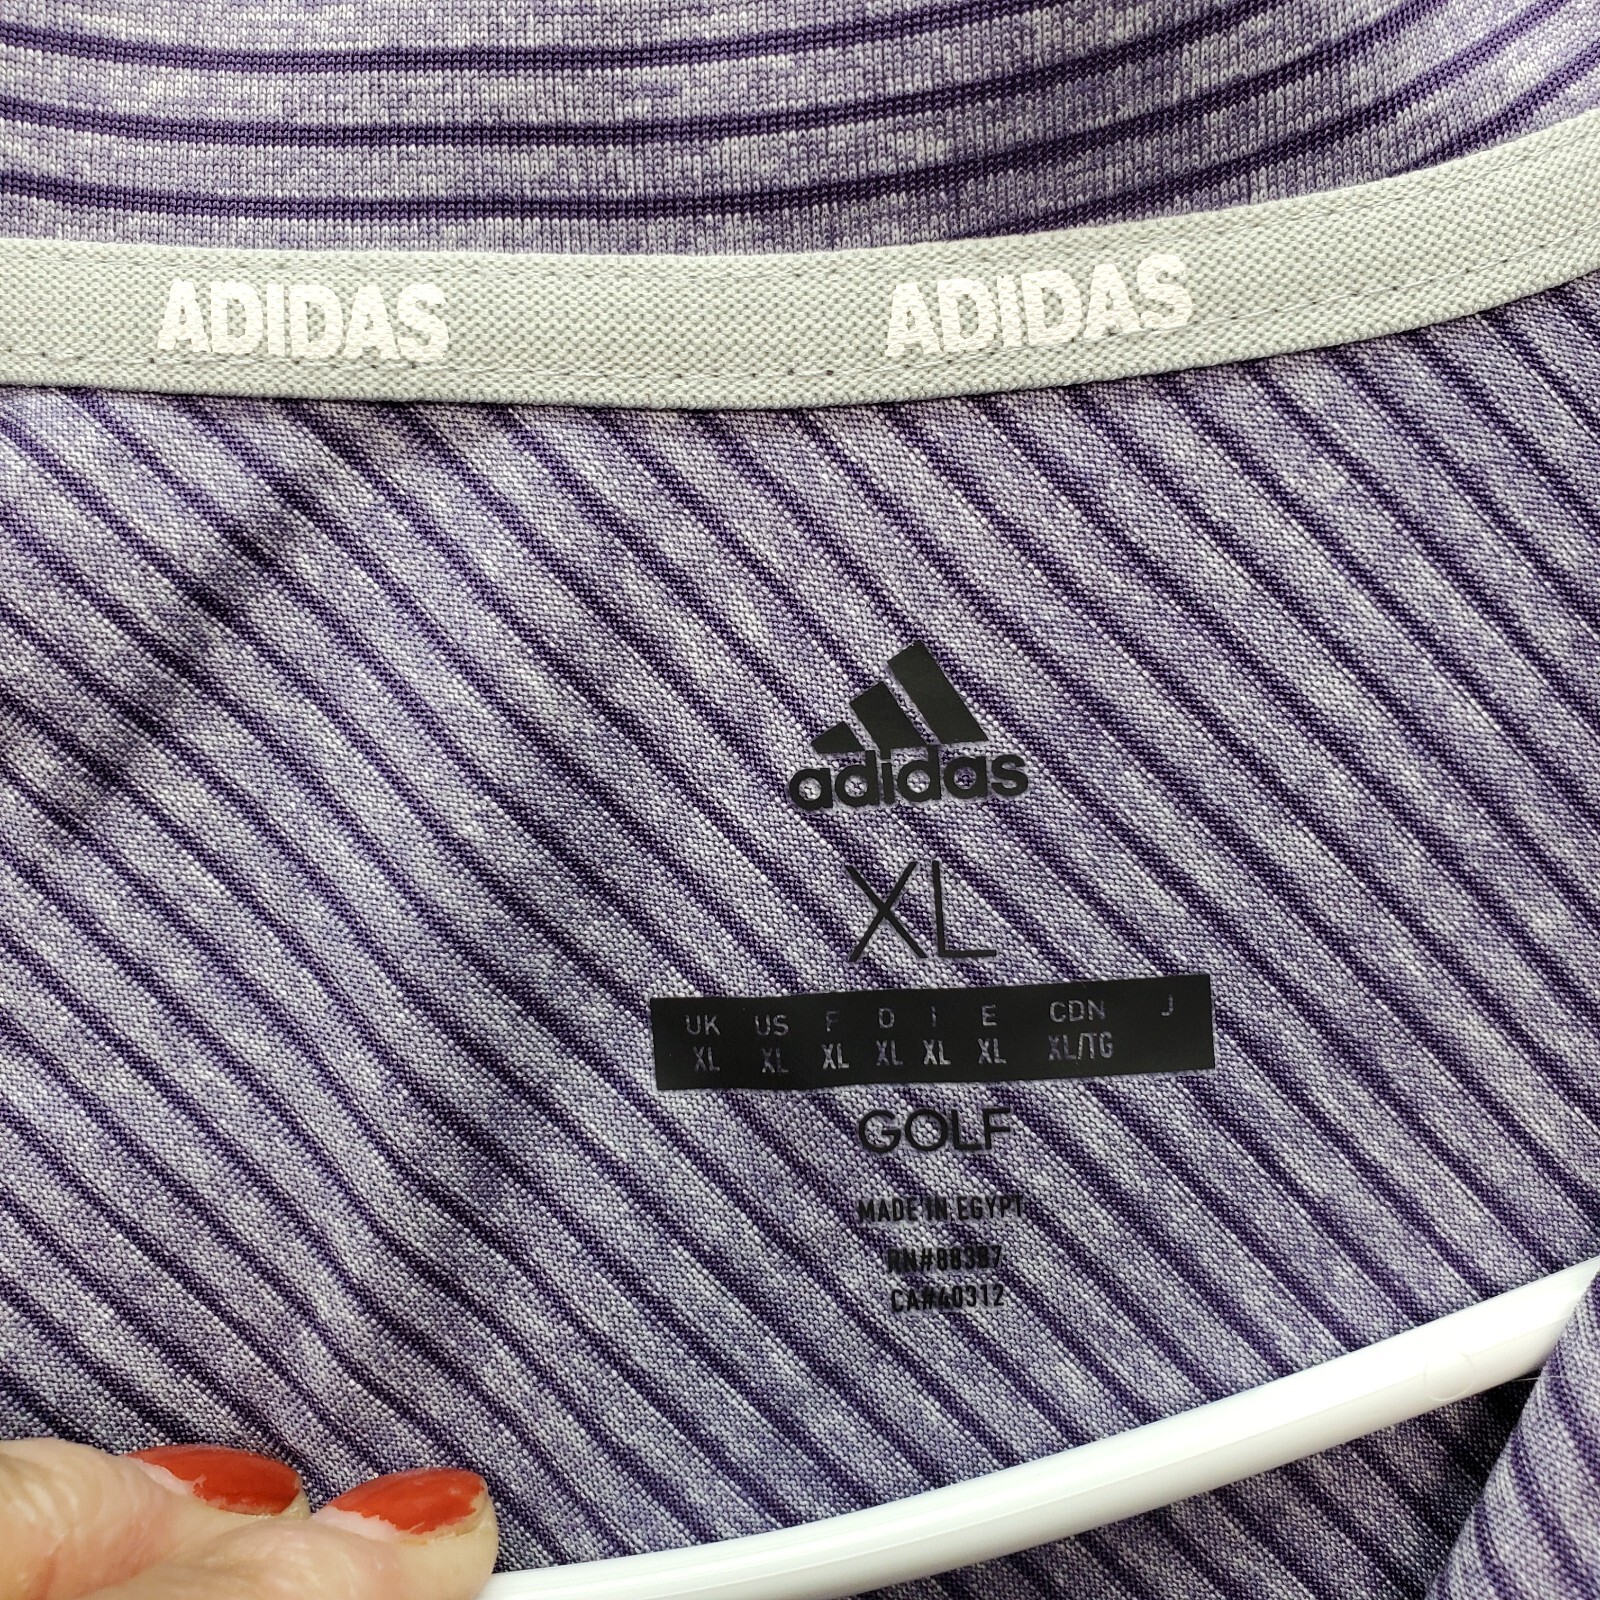 ADIDAS ADIDAS
adidas
XL
UK US F D I E CDN J
XL XL XL XL XL XL XL/TG
GOLF
MADE IN EGYPT
RN#88387
CA#40312